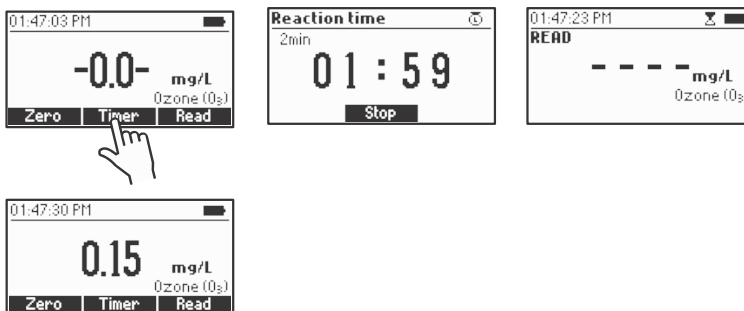 01:47:03 PM
-0.0- mg/L
Ozone (O₃)
Zero Timer Read
Reaction time
2min
01:59
Stop
01:47:23 PM
READ
---- mg/L
Ozone (O₃
01:47:30 PM
0.15 mg/L
Ozone (O₃)
Zero Timer Read